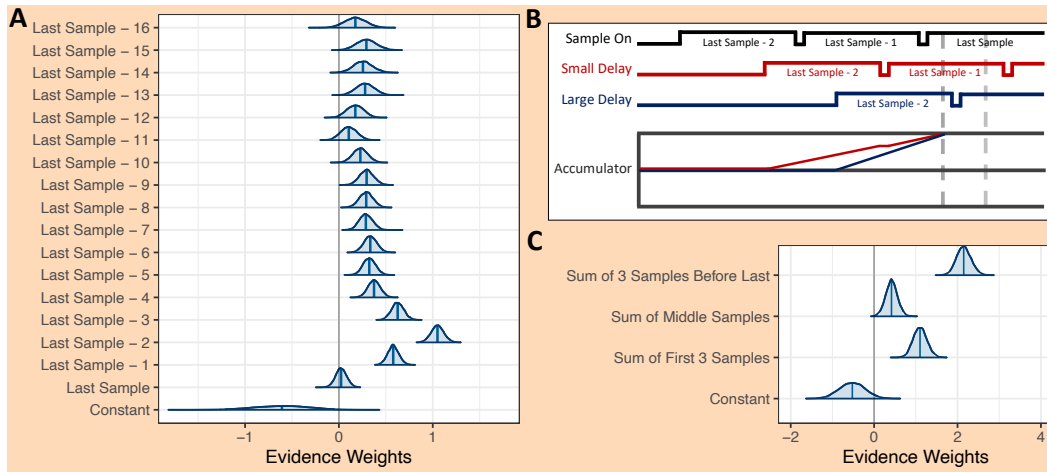 A
Last Sample − 16
Last Sample − 15
Last Sample − 14
Last Sample − 13
Last Sample − 12
Last Sample − 11
Last Sample − 10
Last Sample − 9
Last Sample − 8
Last Sample − 7
Last Sample − 6
Last Sample − 5
Last Sample − 4
Last Sample − 3
Last Sample − 2
Last Sample − 1
Last Sample
Constant
−1 0 1
Evidence Weights
B
Sample On Last Sample - 2 Last Sample - 1 Last Sample
Small Delay Last Sample - 2 Last Sample - 1
Large Delay Last Sample - 2
Accumulator
C
Sum of 3 Samples Before Last
Sum of Middle Samples
Sum of First 3 Samples
Constant
−2 0 2 4
Evidence Weights